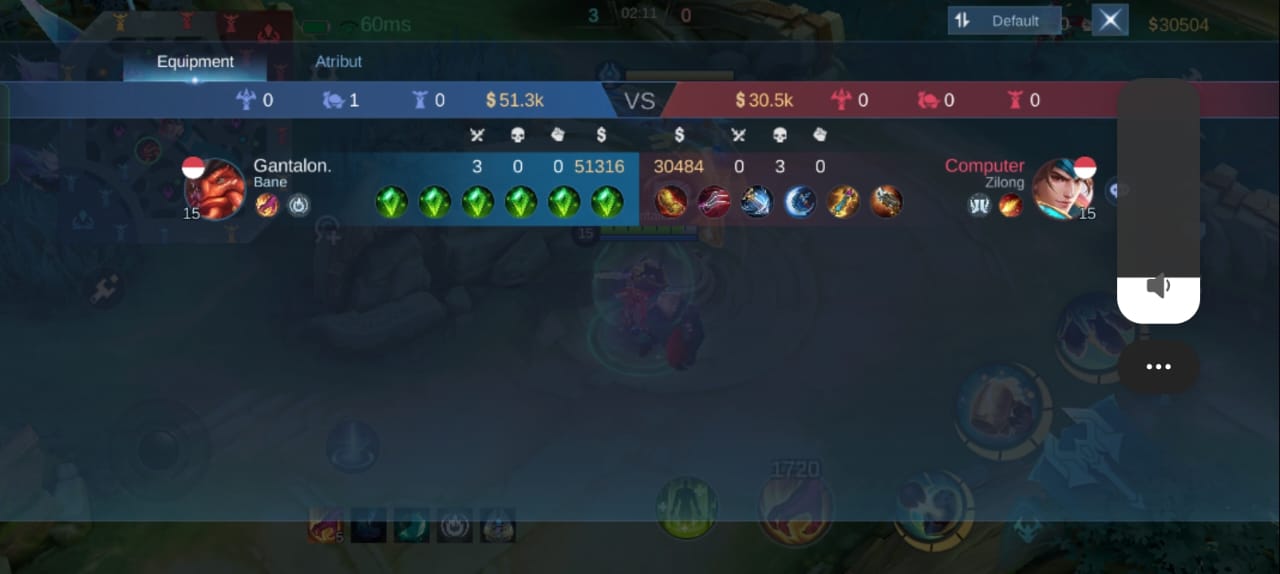 60ms
3 02:11 0
Default
$30504
Equipment Atribut
0 1 0 $51.3k VS $30.5k 0 0 0
$ $
Gantalon. 3 0 0 51316 30484 0 3 0 Computer
Bane Zilong
15 15
15
1720
5